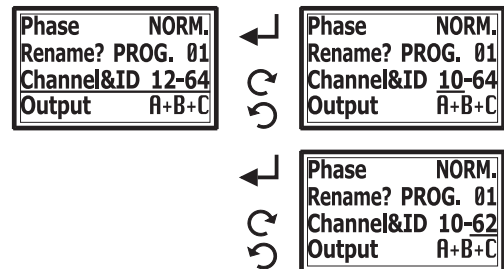 Phase NORM.
Rename? PROG. 01
Channel&ID 12-64
Output A+B+C
Phase NORM.
Rename? PROG. 01
Channel&ID 10-64
Output A+B+C
Phase NORM.
Rename? PROG. 01
Channel&ID 10-62
Output A+B+C